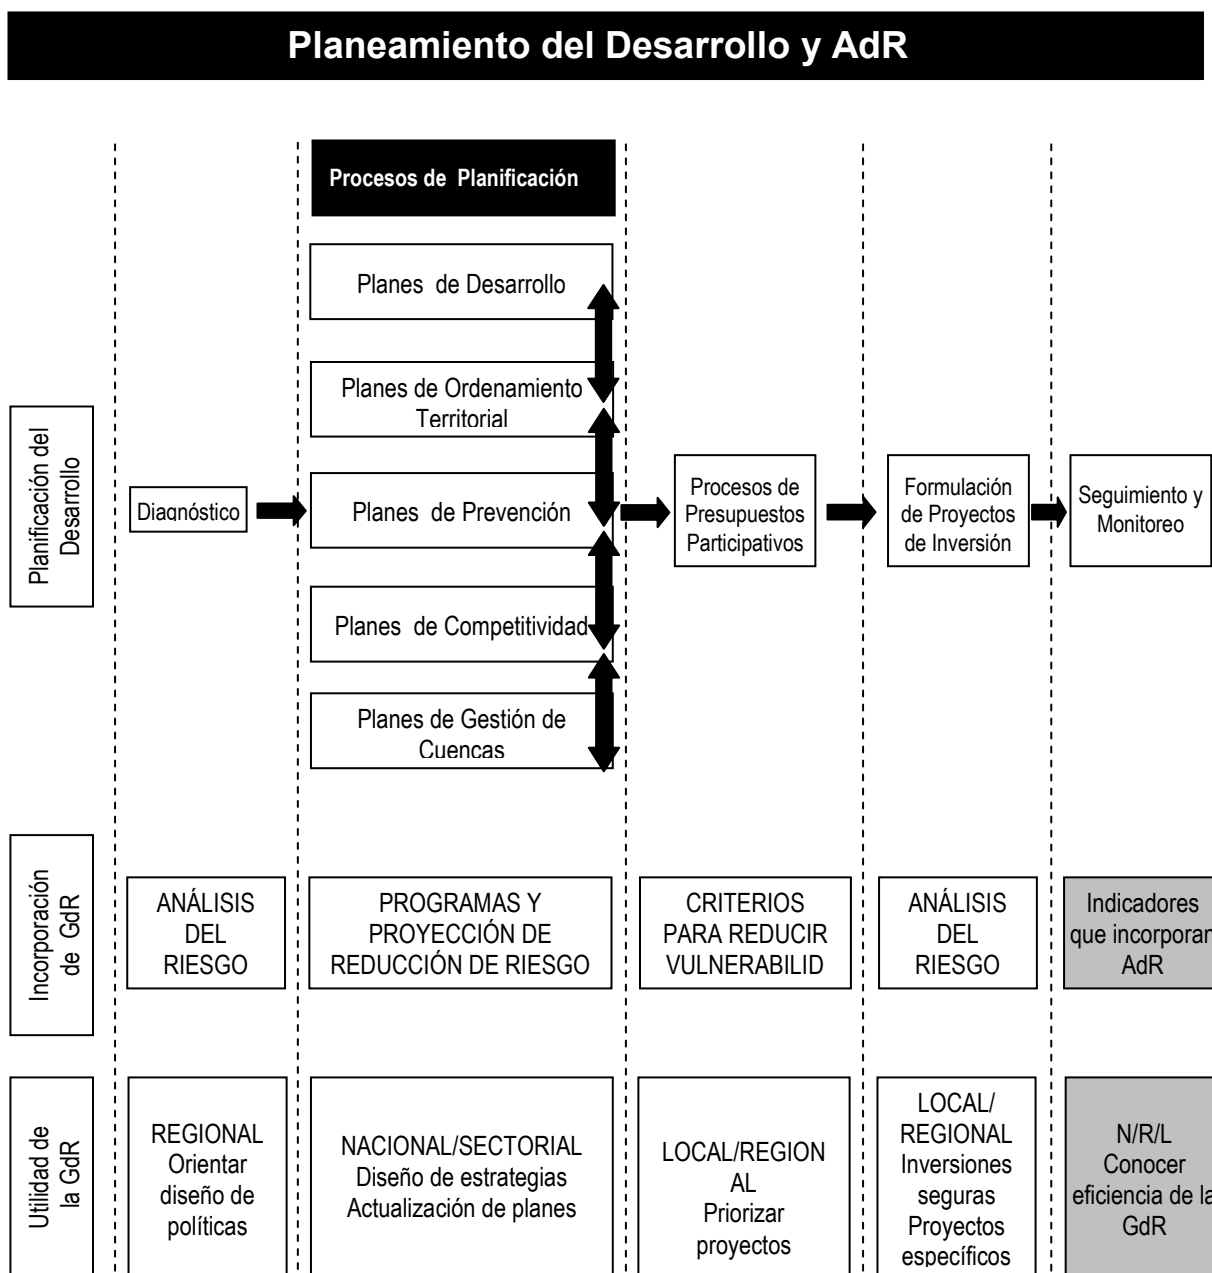 Planeamiento del Desarrollo y AdR
Procesos de Planificación
Planes de Desarrollo
Planes de Ordenamiento
Territorial
Planes de Prevención
Planes de Competitividad
Planes de Gestión de
Cuencas
Planificación del
Desarrollo
Diagnóstico
Procesos de
Presupuestos
Participativos
Formulación
de Proyectos
de Inversión
Seguimiento y
Monitoreo
Incorporación
de GdR
ANÁLISIS
DEL
RIESGO
PROGRAMAS Y
PROYECCIÓN DE
REDUCCIÓN DE RIESGO
CRITERIOS
PARA REDUCIR
VULNERABILID
ANÁLISIS
DEL
RIESGO
Indicadores
que incorporan
AdR
Utilidad de
la GdR
REGIONAL
Orientar
diseño de
políticas
NACIONAL/SECTORIAL
Diseño de estrategias
Actualización de planes
LOCAL/REGION
AL
Priorizar
proyectos
LOCAL/
REGIONAL
Inversiones
seguras
Proyectos
específicos
N/R/L
Conocer
eficiencia de la
GdR